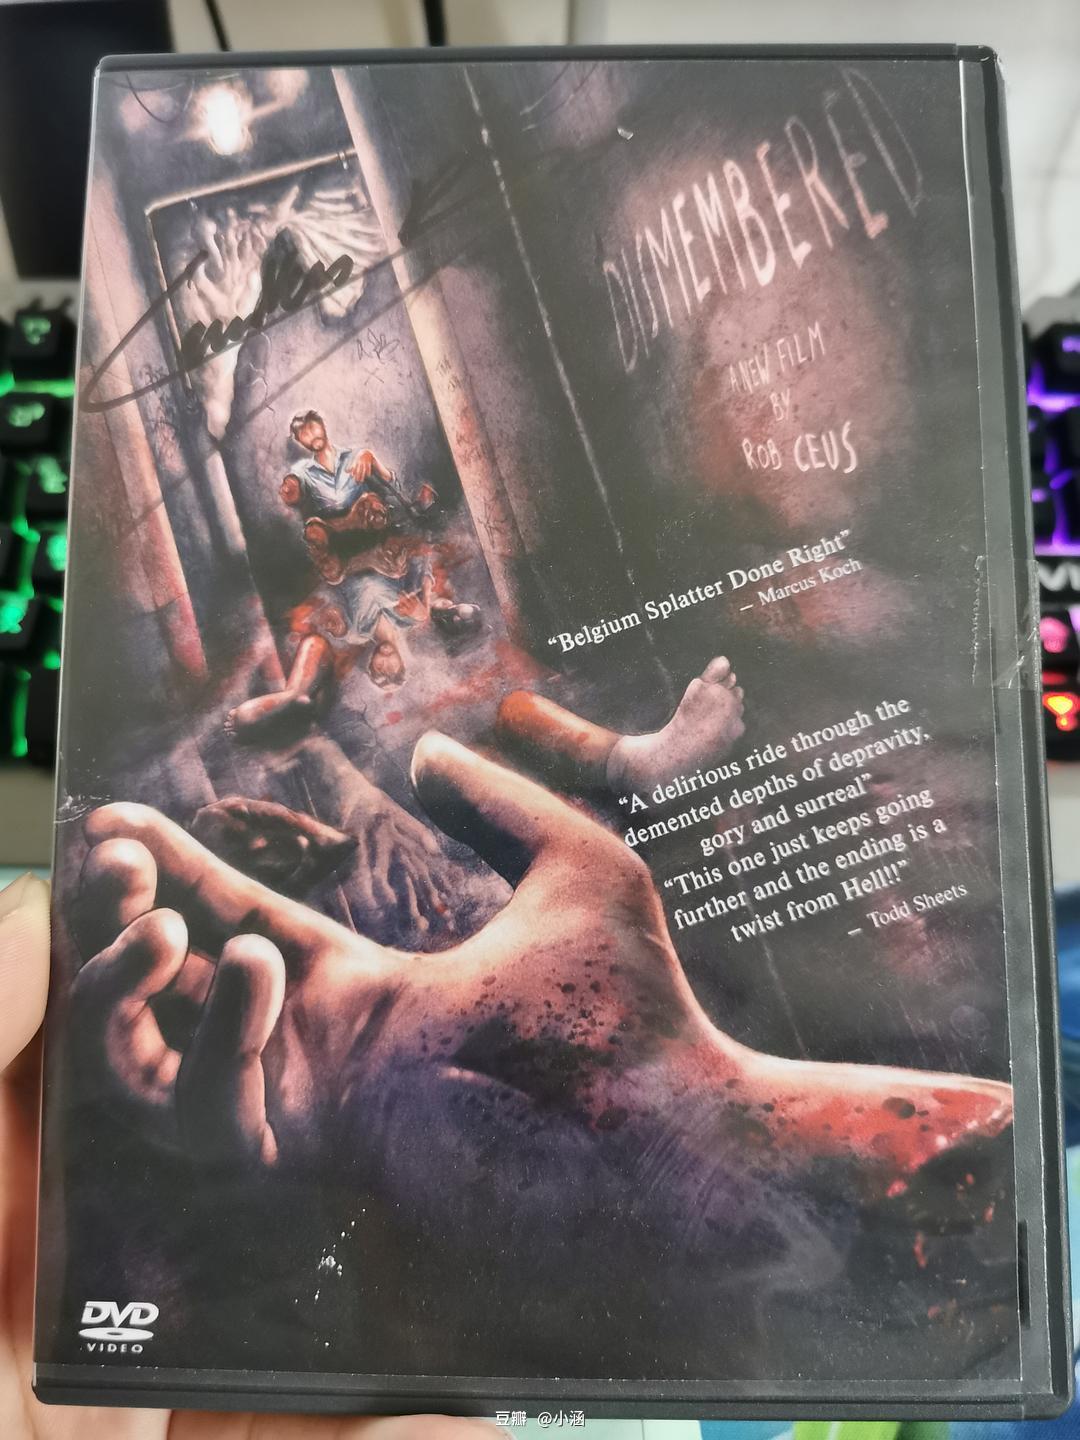 DISMEMBERED
A NEW FILM
BY
ROB CEUS
“Belgium Splatter Done Right”
– Marcus Koch
“A delirious ride through the
demented depths of depravity,
gory and surreal”
“This one just keeps going
further and the ending is a
twist from Hell!!”
– Todd Sheets
DVD
VIDEO
豆瓣 @小涵